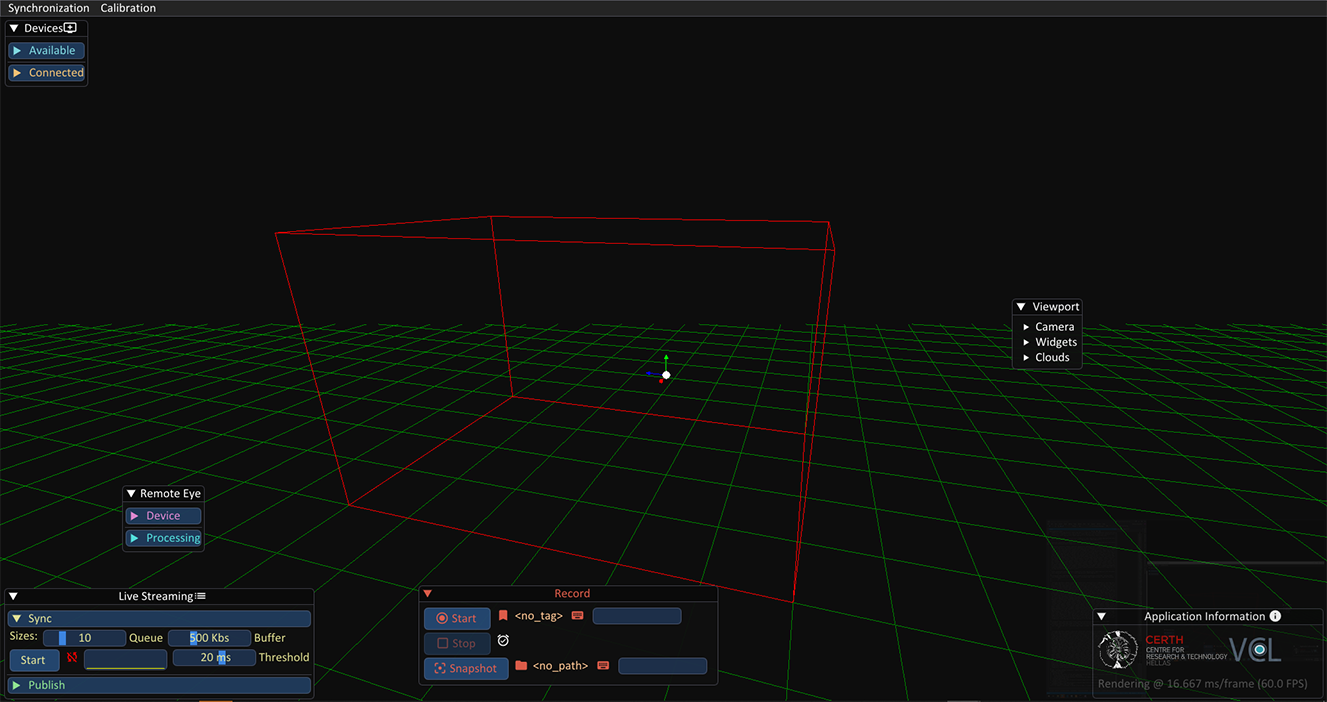 Synchronization Calibration
Devices
Available
Connected
Viewport
Camera
Widgets
Clouds
Remote Eye
Device
Processing
Live Streaming
Sync
Sizes: 10 Queue 500 Kbs Buffer
Start 20 ms Threshold
Publish
Record
Start <no_tag>
Stop
Snapshot <no_path>
Application Information
CERTH
CENTRE FOR
RESEARCH & TECHNOLOGY
HELLAS
VCL
Rendering @ 16.667 ms/frame (60.0 FPS)